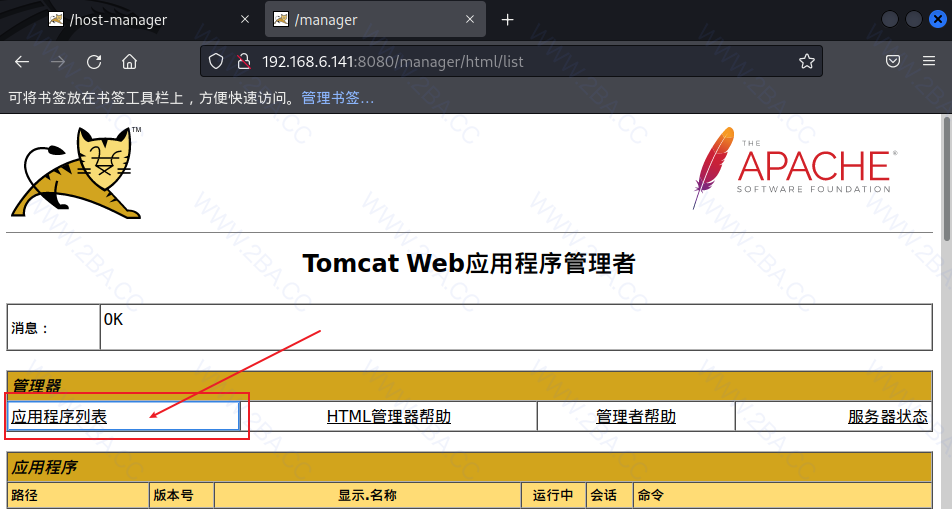 /host-manager
/manager
192.168.6.141:8080/manager/html/list
可将书签放在书签工具栏上，方便快速访问。管理书签…
TM
THE
APACHE®
SOFTWARE FOUNDATION
Tomcat Web应用程序管理者
消息： OK
管理器
应用程序列表 HTML管理器帮助 管理者帮助 服务器状态
应用程序
路径 版本号 显示.名称 运行中 会话 命令
WWW.2BA.CC